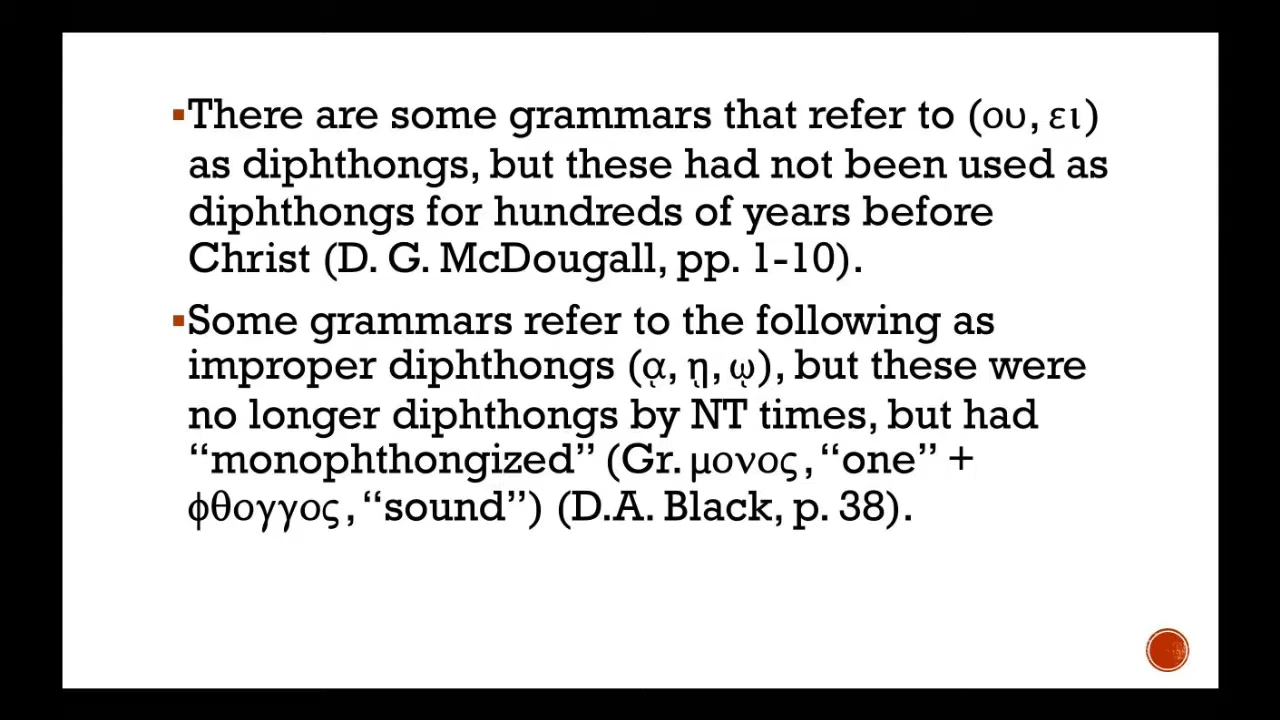 ▪There are some grammars that refer to (ου, ει)
as diphthongs, but these had not been used as
diphthongs for hundreds of years before
Christ (D. G. McDougall, pp. 1-10).
▪Some grammars refer to the following as
improper diphthongs (ᾳ, ῃ, ῳ), but these were
no longer diphthongs by NT times, but had
“monophthongized” (Gr. μονος, “one” +
φθογγος, “sound”) (D.A. Black, p. 38).